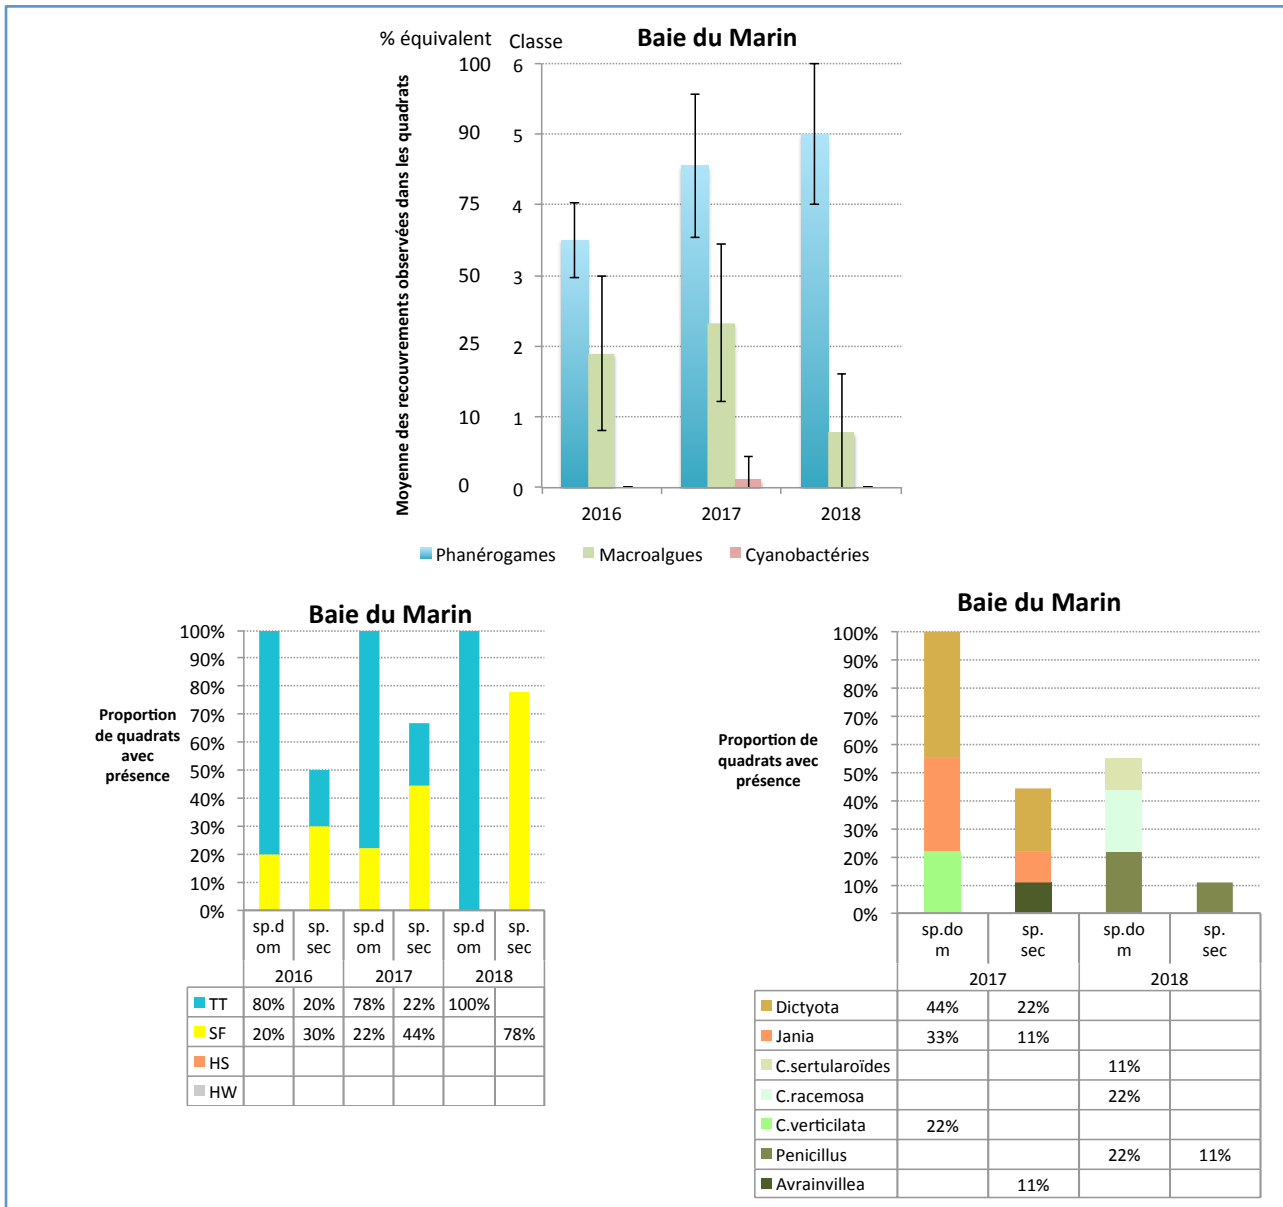 Baie du Marin
% équivalent Classe
100 6
90 5
75 4
50 3
25 2
10 1
0 0
Moyenne des recouvrements observées dans les quadrats
2016 2017 2018
Phanérogames Macroalgues Cyanobactéries
Baie du Marin
Proportion
de quadrats
avec
présence
100%
90%
80%
70%
60%
50%
40%
30%
20%
10%
0%
sp.d sp. sp.d sp. sp.d sp.
om sec om sec om sec
2016 2017 2018
TT 80% 20% 78% 22% 100%
SF 20% 30% 22% 44% 78%
HS
HW
Baie du Marin
Proportion de
quadrats avec
présence
100%
90%
80%
70%
60%
50%
40%
30%
20%
10%
0%
sp.do sp. sp.do sp.
m sec m sec
2017 2018
Dictyota 44% 22%
Jania 33% 11%
C.sertularoïdes 11%
C.racemosa 22%
C.verticilata 22%
Penicillus 22% 11%
Avrainvillea 11%